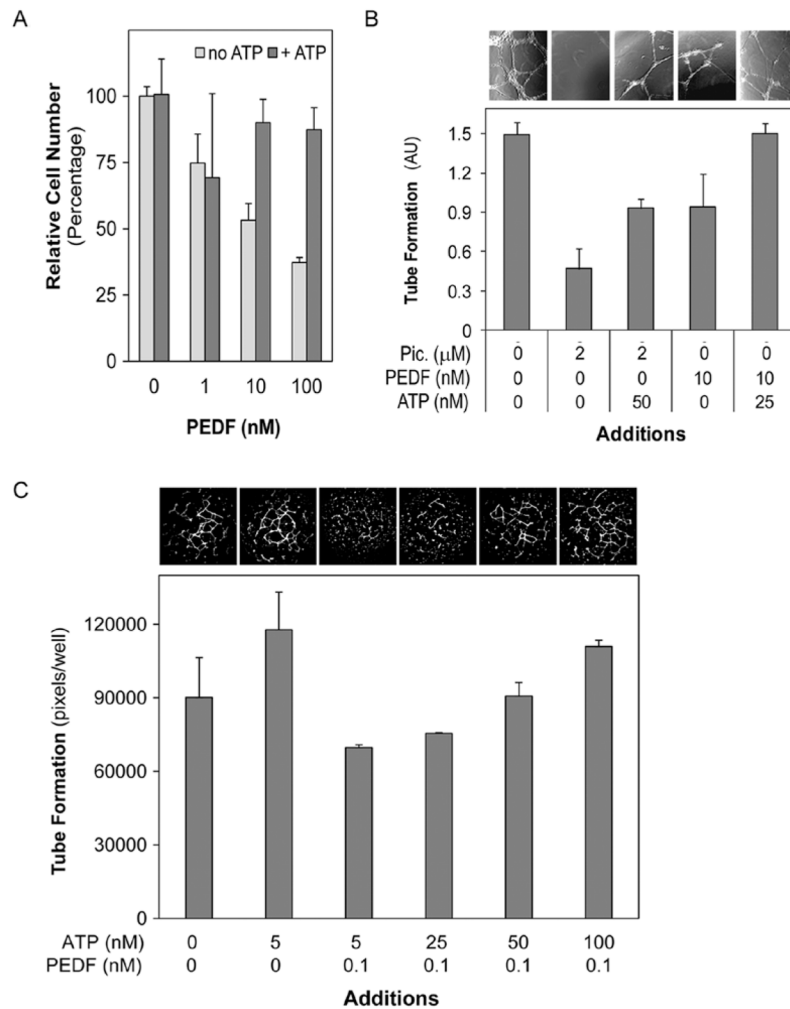 A
no ATP + ATP
Relative Cell Number
(Percentage)
100
75
50
25
0
0 1 10 100
PEDF (nM)
B
Tube Formation (AU)
1.5
1.2
0.9
0.6
0.3
0
Pic. (μM) 0 2 2 0 0
PEDF (nM) 0 0 0 10 10
ATP (nM) 0 0 50 0 25
Additions
C
Tube Formation (pixels/well)
120000
90000
60000
30000
0
ATP (nM) 0 5 5 25 50 100
PEDF (nM) 0 0 0.1 0.1 0.1 0.1
Additions